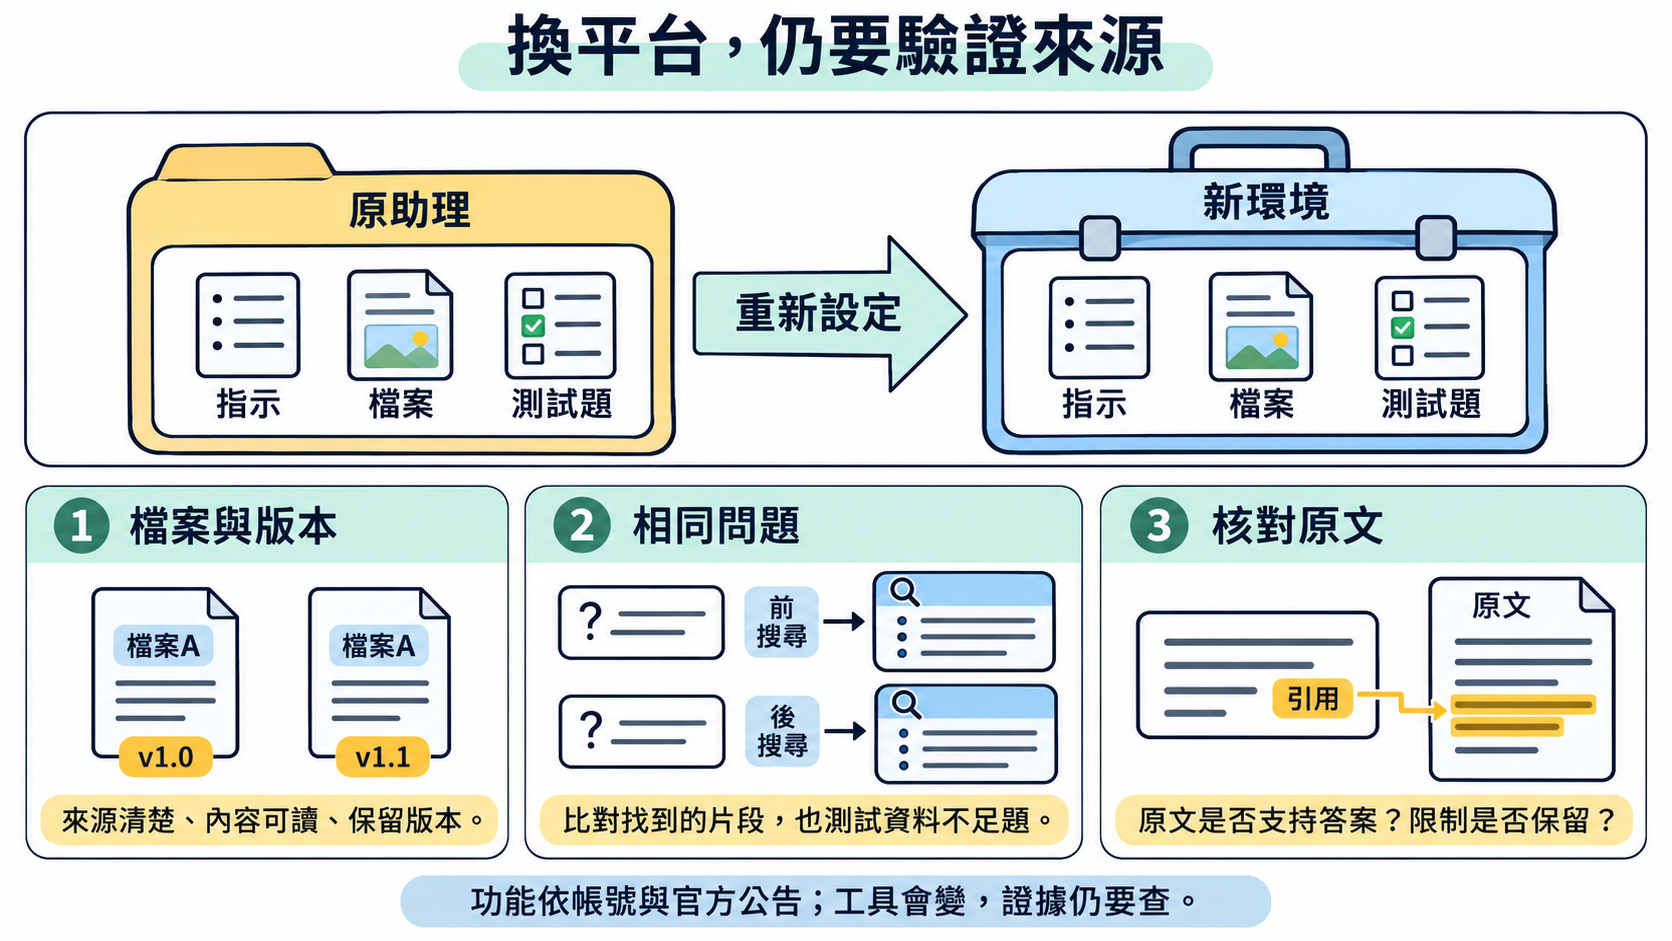 換平台，仍要驗證來源
原助理
指示
檔案
測試題
重新設定
新環境
指示
檔案
測試題
1 檔案與版本
檔案A
v1.0
檔案A
v1.1
來源清楚、內容可讀、保留版本。
2 相同問題
?
前
搜尋
?
後
搜尋
比對找到的片段，也測試資料不足題。
3 核對原文
引用
原文
原文是否支持答案？限制是否保留？
功能依帳號與官方公告；工具會變，證據仍要查。